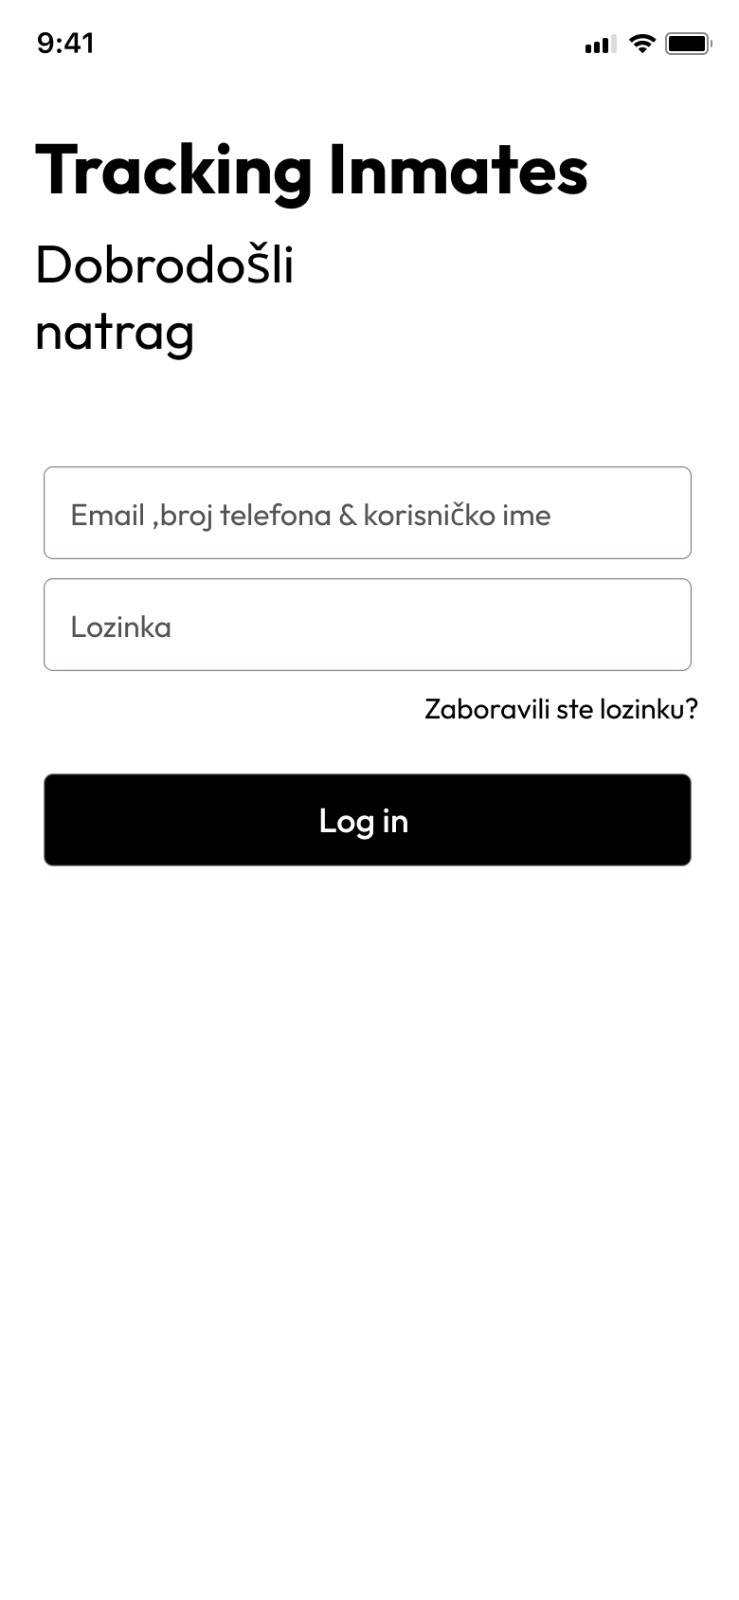 9:41
Tracking Inmates
Dobrodošli
natrag
Email ,broj telefona & korisničko ime
Lozinka
Zaboravili ste lozinku?
Log in